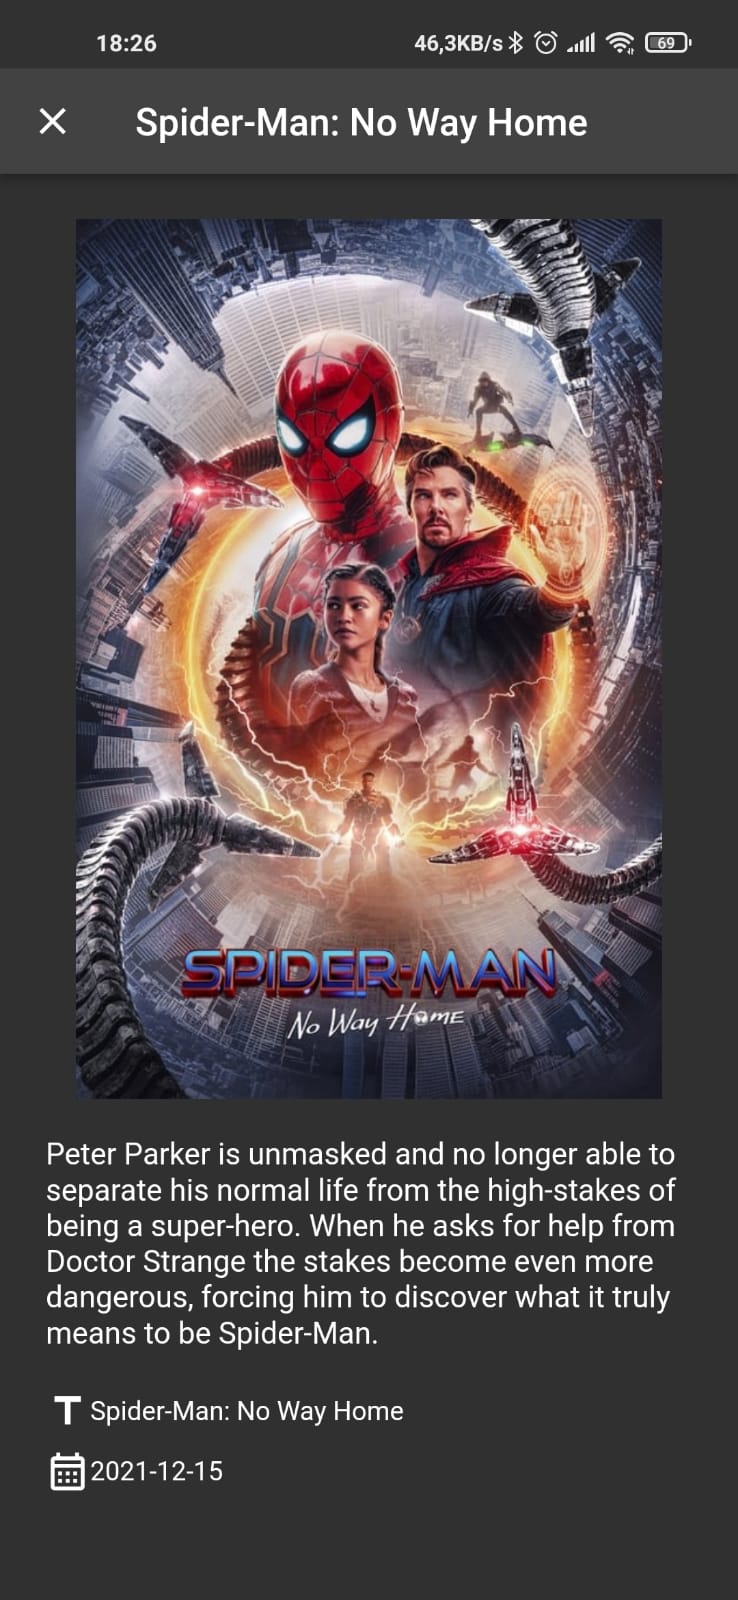 18:26 46,3KB/s 69
Spider-Man: No Way Home
SPIDER-MAN
No Way Home
Peter Parker is unmasked and no longer able to
separate his normal life from the high-stakes of
being a super-hero. When he asks for help from
Doctor Strange the stakes become even more
dangerous, forcing him to discover what it truly
means to be Spider-Man.
T Spider-Man: No Way Home
2021-12-15